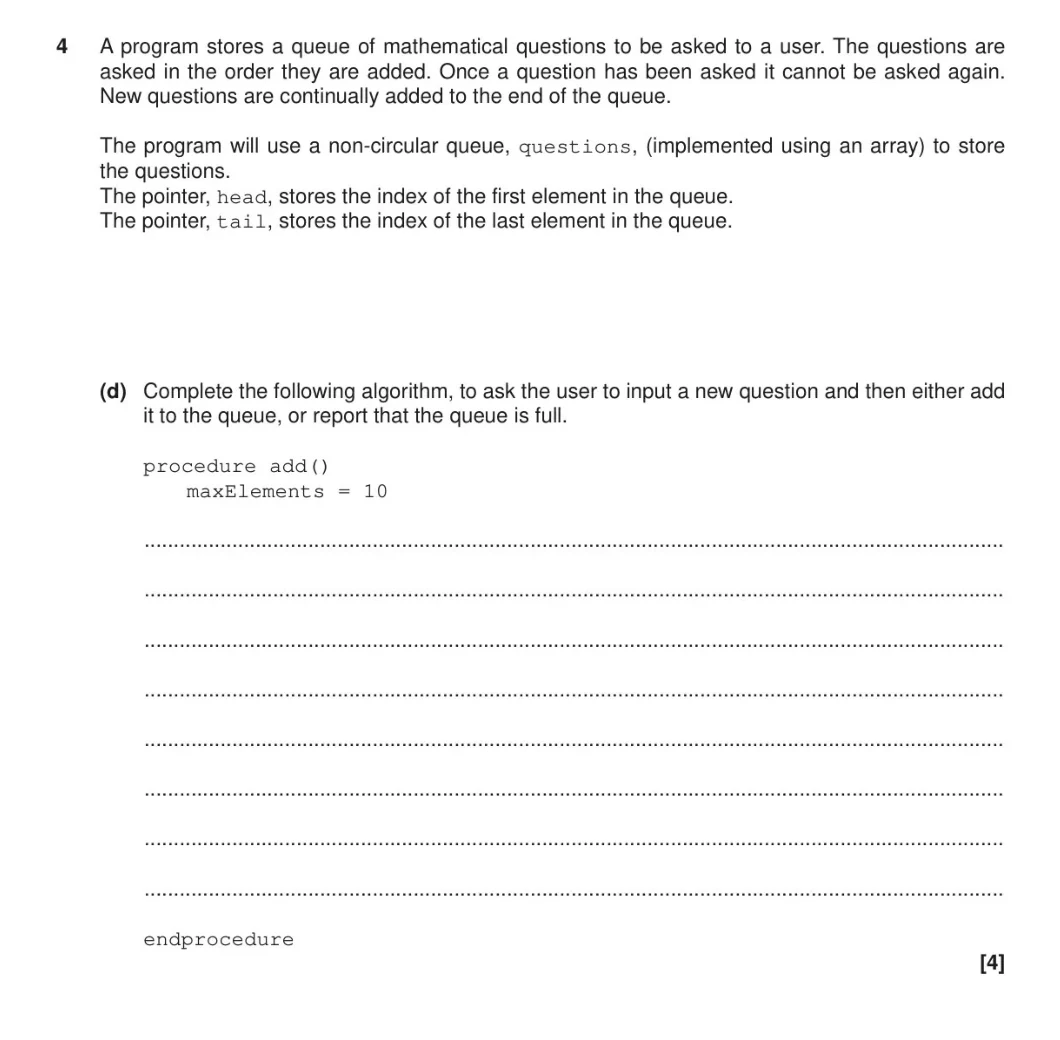 4 A program stores a queue of mathematical questions to be asked to a user. The questions are
asked in the order they are added. Once a question has been asked it cannot be asked again.
New questions are continually added to the end of the queue.
The program will use a non-circular queue, questions, (implemented using an array) to store
the questions.
The pointer, head, stores the index of the first element in the queue.
The pointer, tail, stores the index of the last element in the queue.
(d) Complete the following algorithm, to ask the user to input a new question and then either add
it to the queue, or report that the queue is full.
procedure add()
maxElements = 10
endprocedure
[4]